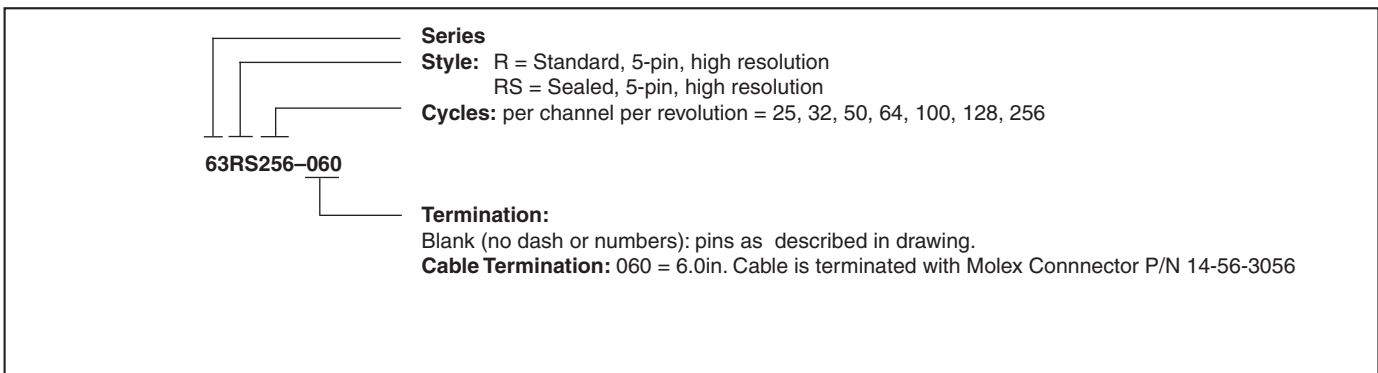 Series
Style: R = Standard, 5-pin, high resolution
RS = Sealed, 5-pin, high resolution
Cycles: per channel per revolution = 25, 32, 50, 64, 100, 128, 256
63RS256–060
Termination:
Blank (no dash or numbers): pins as described in drawing.
Cable Termination: 060 = 6.0in. Cable is terminated with Molex Connnector P/N 14-56-3056